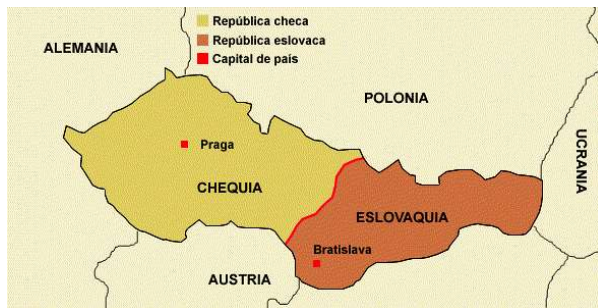 República checa
República eslovaca
Capital de país
ALEMANIA
POLONIA
UCRANIA
Praga
CHEQUIA
ESLOVAQUIA
Bratislava
AUSTRIA